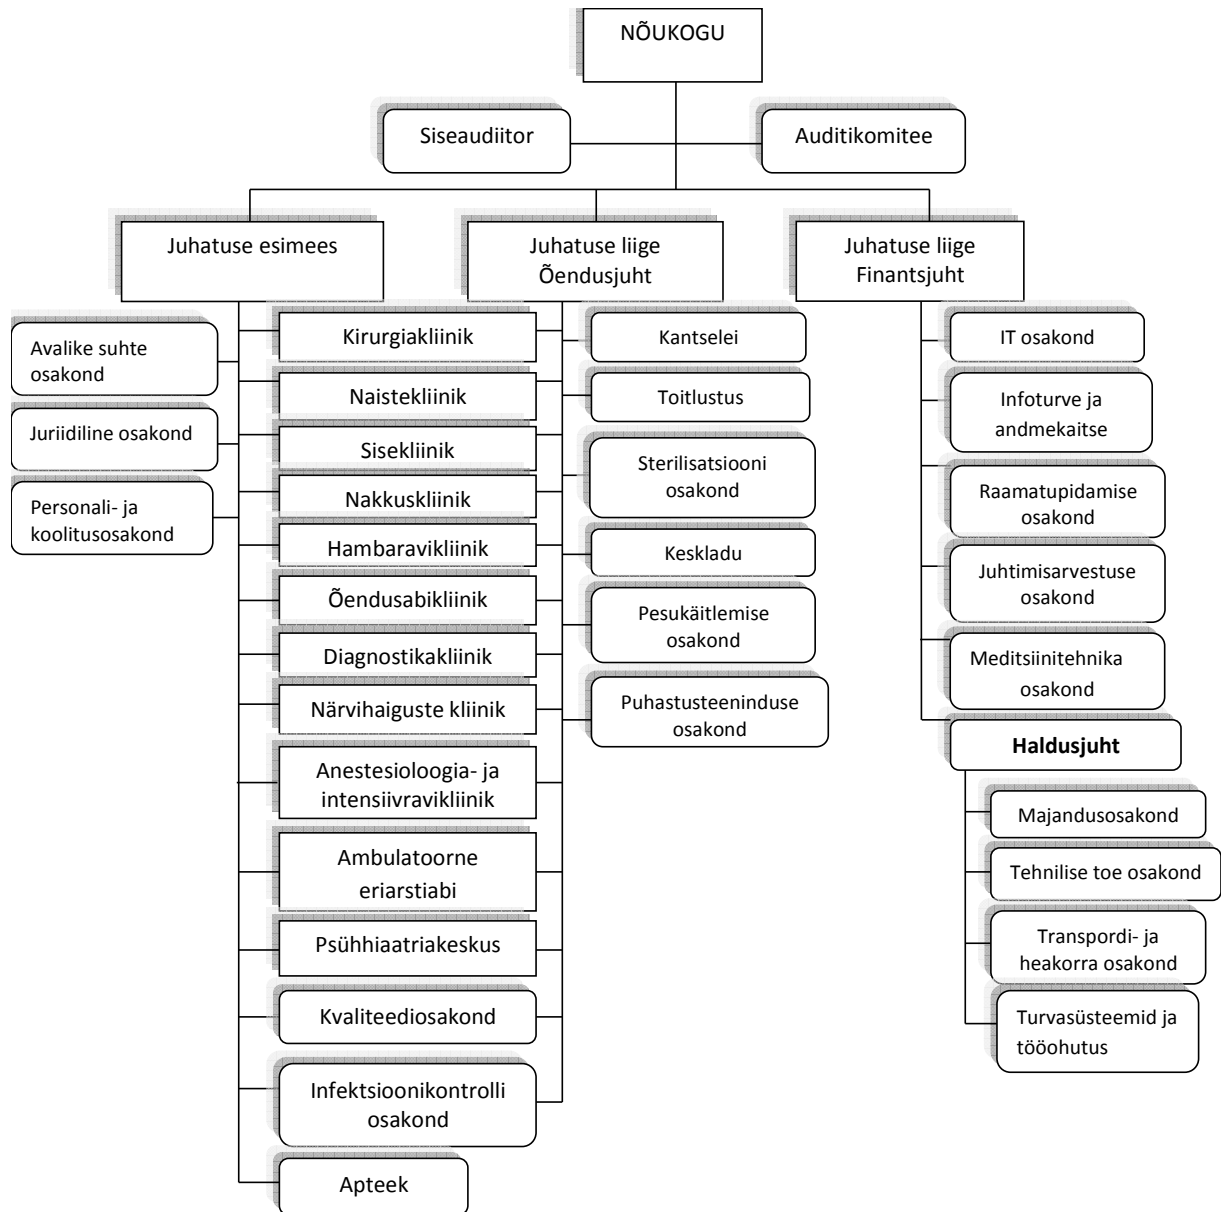 NÕUKOGU
Siseaudiitor
Auditikomitee
Juhatuse esimees
Juhatuse liige
Õendusjuht
Juhatuse liige
Finantsjuht
Avalike suhte
osakond
Juriidiline osakond
Personali- ja
koolitusosakond
Kirurgiakliinik
Naistekliinik
Sisekliinik
Nakkuskliinik
Hambaravikliinik
Õendusabikliinik
Diagnostikakliinik
Närvihaiguste kliinik
Anestesioloogia- ja
intensiivravikliinik
Ambulatoorne
eriarstiabi
Psühhiaatriakeskus
Kvaliteediosakond
Infektsioonikontrolli
osakond
Apteek
Kantselei
Toitlustus
Sterilisatsiooni
osakond
Keskladu
Pesukäitlemise
osakond
Puhastusteeninduse
osakond
IT osakond
Infoturve ja
andmekaitse
Raamatupidamise
osakond
Juhtimisarvestuse
osakond
Meditsiinitehnika
osakond
Haldusjuht
Majandusosakond
Tehnilise toe osakond
Transpordi- ja
heakorra osakond
Turvasüsteemid ja
tööohutus